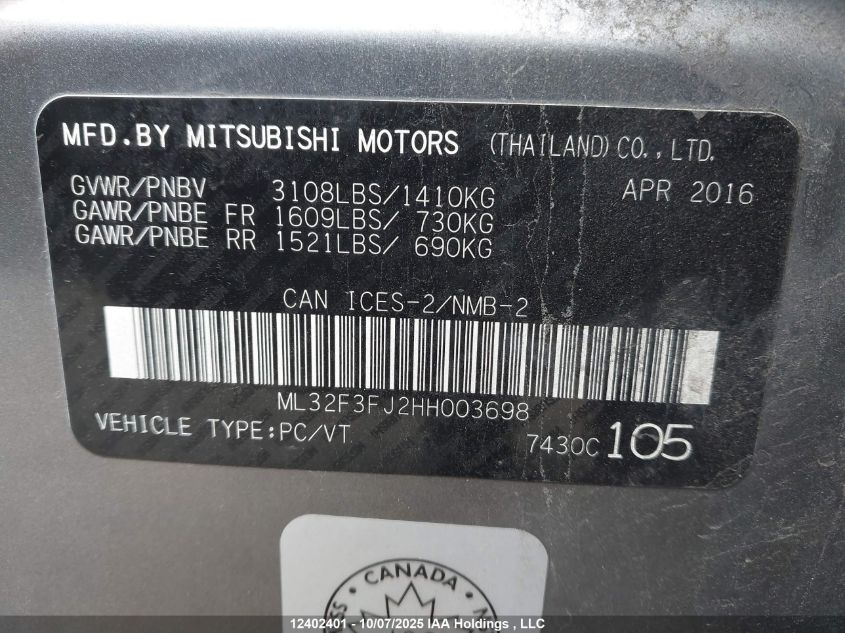 MFD.BY MITSUBISHI MOTORS (THAILAND) CO., LTD.
GVWR/PNBV 3108LBS/1410KG APR 2016
GAWR/PNBE FR 1609LBS/ 730KG
GAWR/PNBE RR 1521LBS/ 690KG
CAN ICES-2/NMB-2
ML32F3FJ2HH003698
VEHICLE TYPE:PC/VT 7430C 105
CANADA
12402401 - 10/07/2025 IAA Holdings , LLC